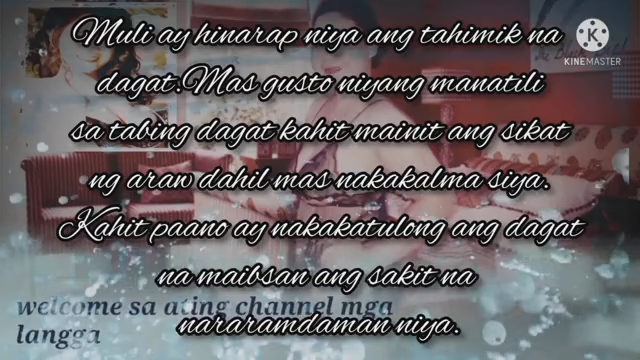 Muli ay hinarap niya ang tahimik na
dagat.Mas gusto niyang manatili
sa tabing dagat kahit mainit ang sikat
ng araw dahil mas nakakalma siya.
Kahit paano ay nakakatulong ang dagat
na maibsan ang sakit na
nararamdaman niya.
welcome sa ating channel mga
langga
K
KINEMASTER